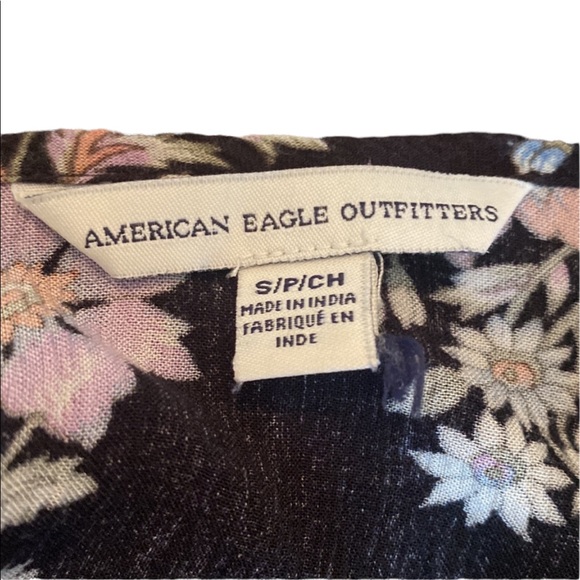 AMERICAN EAGLE OUTFITTERS
S/P/CH
MADE IN INDIA
FABRIQUÉ EN
INDE